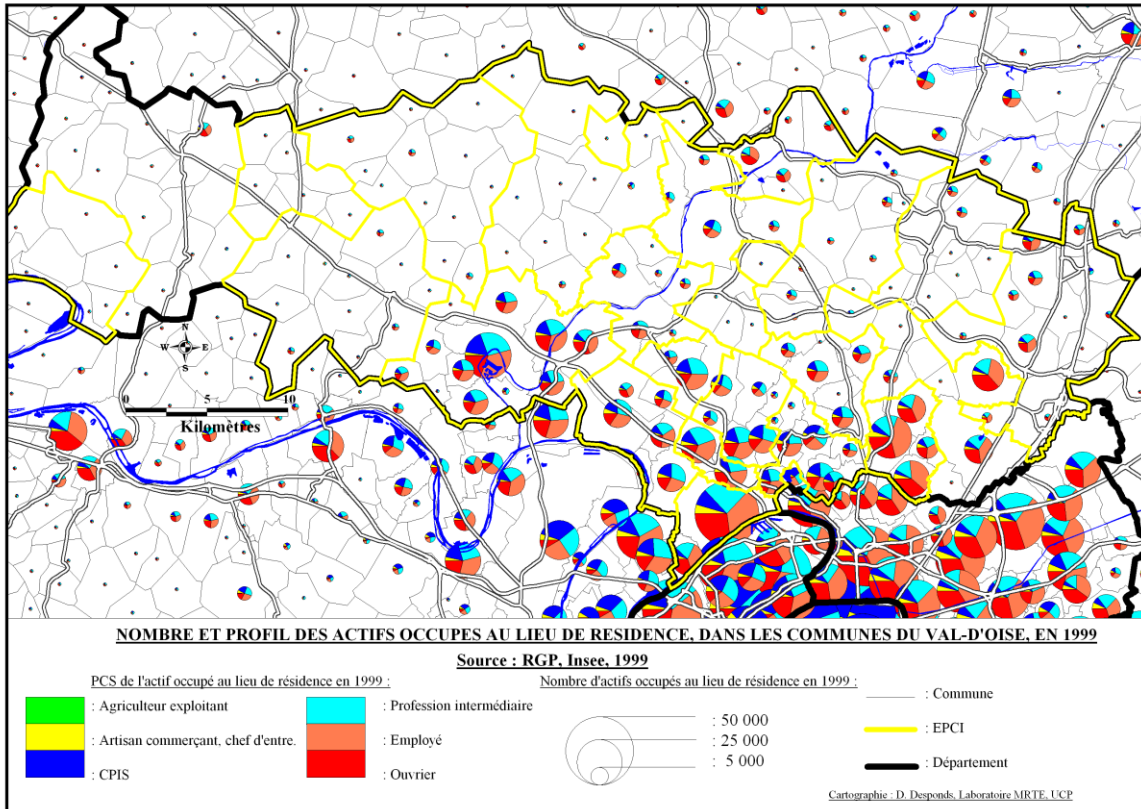 N
W E
S
0 5 10
Kilomètres
NOMBRE ET PROFIL DES ACTIFS OCCUPES AU LIEU DE RESIDENCE, DANS LES COMMUNES DU VAL-D'OISE, EN 1999
Source : RGP, Insee, 1999
PCS de l'actif occupé au lieu de résidence en 1999 :
: Agriculteur exploitant
: Artisan commerçant, chef d'entre.
: CPIS
: Profession intermédiaire
: Employé
: Ouvrier
Nombre d'actifs occupés au lieu de résidence en 1999 :
: 50 000
: 25 000
: 5 000
: Commune
: EPCI
: Département
Cartographie : D. Desponds, Laboratoire MRTE, UCP